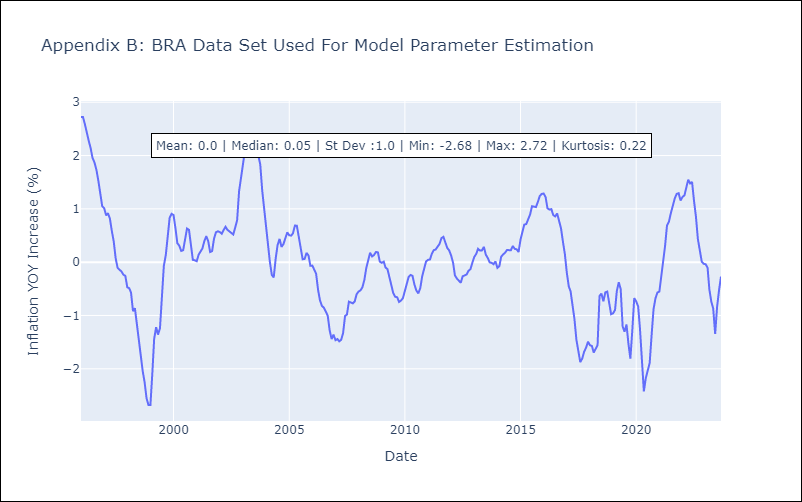 Appendix B: BRA Data Set Used For Model Parameter Estimation
3
Mean: 0.0 | Median: 0.05 | St Dev :1.0 | Min: -2.68 | Max: 2.72 | Kurtosis: 0.22
2
1
0
−1
−2
Inflation YOY Increase (%)
2000 2005 2010 2015 2020
Date